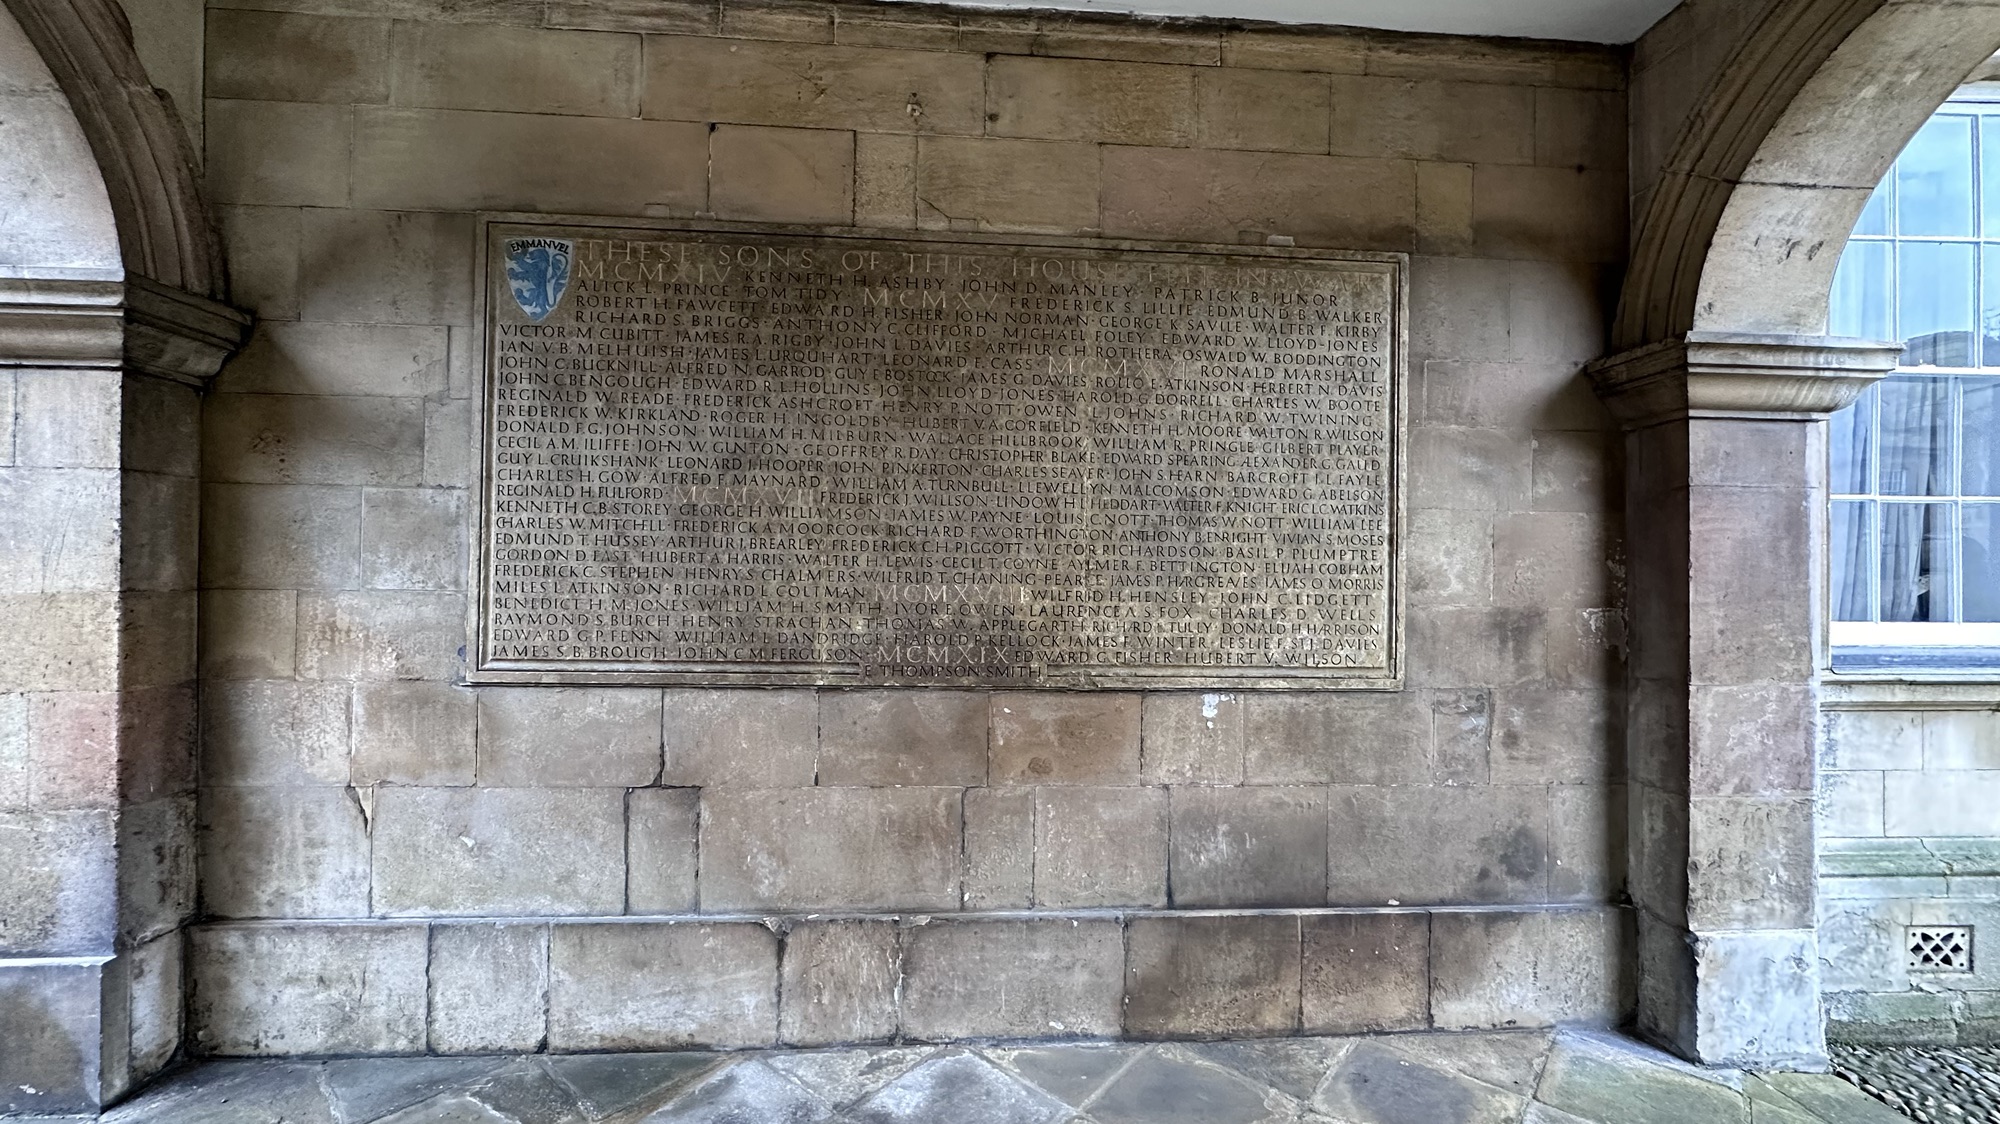 EMMANVEL
THESE SONS OF THIS HOUSE FELL IN WAR
MCMXIV KENNETH H. ASHBY · JOHN D. MANLEY · PATRICK B. JUNOR
ALICK L. PRINCE · TOM TIDY · MCMXV FREDERICK S. LILLIE · EDMUND B. WALKER
ROBERT H. FAWCETT · EDWARD H. FISHER · JOHN NORMAN · GEORGE K. SAVILE · WALTER F. KIRBY
RICHARD S. BRIGGS · ANTHONY C. CLIFFORD · MICHAEL FOLEY · EDWARD W. LLOYD-JONES
VICTOR M. CUBITT · JAMES R.A. RIGBY · JOHN L. DAVIES · ARTHUR C.H. ROTHERA · OSWALD W. BODDINGTON
IAN V.B. MELHUISH · JAMES L. URQUHART · LEONARD F. CASS · MCMXVI RONALD MARSHALL
JOHN C. BUCKNILL · ALFRED N. GARROD · GUY E BOSTOCK · JAMES G. DAVIES · ROLLO E. ATKINSON · HERBERT N. DAVIS
JOHN C. BENGOUGH · EDWARD R.L. HOLLINS · JOHN LLOYD JONES · HAROLD G. DORRELL · CHARLES W. BOOTE
REGINALD W. READE · FREDERICK ASHCROFT · HENRY P. NOTT · OWEN L. JOHNS · RICHARD W. TWINING
FREDERICK W. KIRKLAND · ROGER H. INGOLDBY · HUBERT V.A. CORFIELD · KENNETH H. MOORE · WALTON R. WILSON
DONALD F.G. JOHNSON · WILLIAM H. MILBURN · WALLACE HILLBROOK · WILLIAM R. PRINGLE · GILBERT PLAYER
CECIL A.M. ILIFFE · JOHN W. GUNTON · GEOFFREY R. DAY · CHRISTOPHER BLAKE · EDWARD SPEARING · ALEXANDER G. GAULD
GUY L. CRUIKSHANK · LEONARD J. HOOPER · JOHN PINKERTON · CHARLES SEAVER · JOHN S. HEARN · BARCROFT J.L. FAYLE
CHARLES H. GOW · ALFRED F. MAYNARD · WILLIAM A. TURNBULL · LLEWELLYN MALCOMSON · EDWARD G. ABELSON
REGINALD H. FULFORD · MCMXVII FREDERICK J. WILLSON · LINDOW H.L. HEDDART · WALTER F. KNIGHT · ERIC L.C. WATKINS
KENNETH C.B. STOREY · GEORGE H. WILLIAMSON · JAMES W. PAYNE · LOUIS C. NOTT · THOMAS W. NOTT · WILLIAM LEE
CHARLES W. MITCHLL · FREDERICK A. MOORCOCK · RICHARD F. WORTHINGTON · ANTHONY B. ENRIGHT · VIVIAN S. MOSES
EDMUND T. HUSSEY · ARTHUR J. BREARLEY · FREDERICK C.H. PIGGOTT · VICTOR RICHARDSON · BASIL P. PLUMPTRE
GORDON D. EAST · HUBERT A. HARRIS · WALTER H. LEWIS · CECIL T. COYNE · AYLMER F. BETTINGTON · ELIJAH COBHAM
FREDERICK C. STEPHEN · HENRY S. CHALMERS · WILFRID T. CHANING-PEARCE · JAMES P. HARGREAVES · JAMES O. MORRIS
MILES L. ATKINSON · RICHARD L. COLTMAN MCMXVIII WILFRID H. HENSLEY · JOHN C. LIDGETT
BENEDICT H.M. JONES · WILLIAM H. SMYTH · IVOR E. OWEN · LAURENCE A.S. FOX · CHARLES D. WELLS
RAYMOND S. BURCH · HENRY STRACHAN · THOMAS W. APPLEGARTH · RICHARD J. TULLY · DONALD H. HARRISON
EDWARD G.P. FENN · WILLIAM L. DANDRIDGE · HAROLD P. KELLOCK · JAMES F. WINTER · LESLIE F. ST.J. DAVIES
JAMES S.B. BROUGH · JOHN C.M. FERGUSON · MCMXIX EDWARD G. FISHER · HUBERT V. WILSON
E. THOMPSON-SMITH